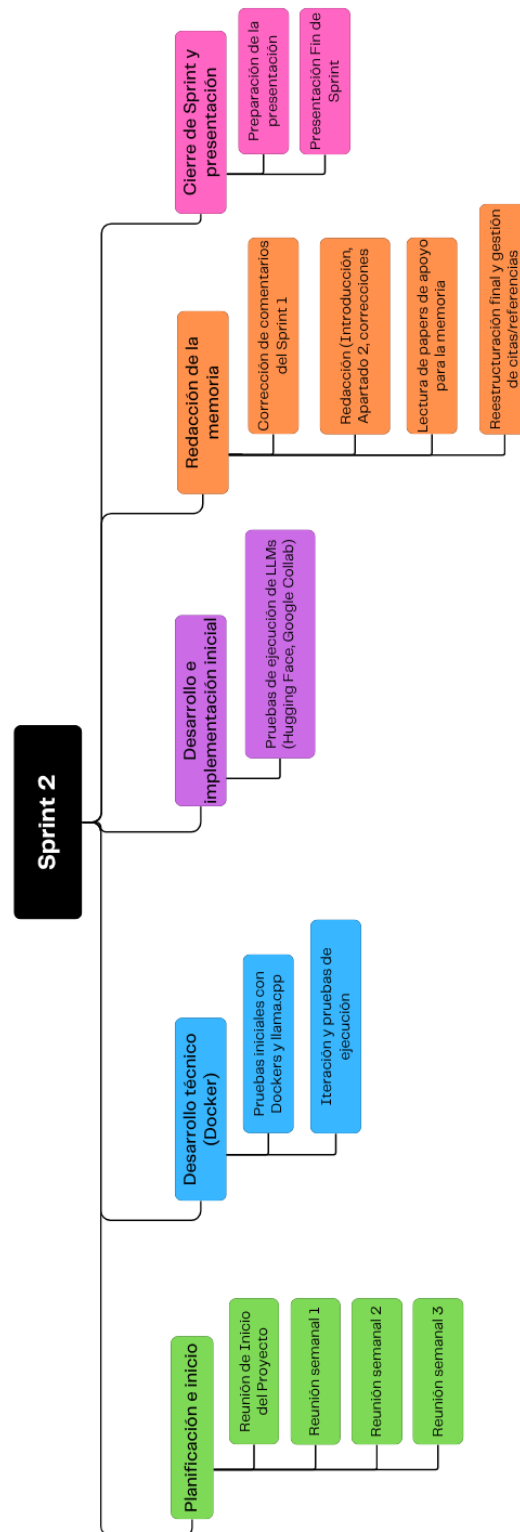 Sprint 2
Planificación e inicio
Reunión de Inicio
del Proyecto
Reunión semanal 1
Reunión semanal 2
Reunión semanal 3
Desarrollo técnico
(Docker)
Pruebas iniciales con
Dockers y llama.cpp
Iteración y pruebas de
ejecución
Desarrollo e
implementación inicial
Pruebas de ejecución de LLMs
(Hugging Face, Google Collab)
Redacción de la
memoria
Corrección de comentarios
del Sprint 1
Redacción (Introducción,
Apartado 2, correcciones
Lectura de papers de apoyo
para la memoria
Reestructuración final y gestión
de citas/referencias
Cierre de Sprint y
presentación
Preparación de la
presentación
Presentación Fin de
Sprint